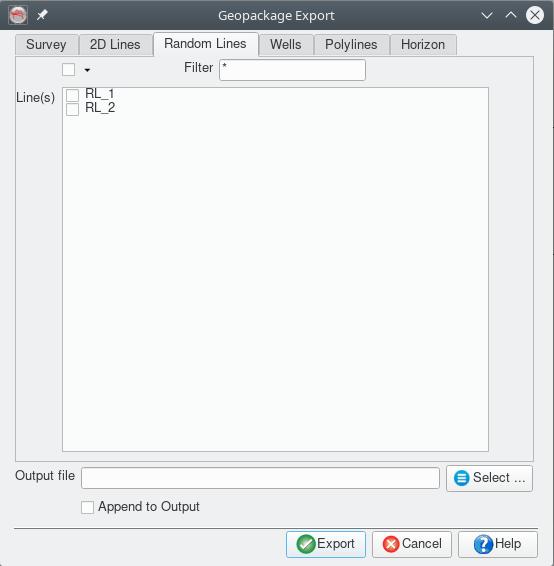 Geopackage Export
Survey 2D Lines Random Lines Wells Polylines Horizon
Filter *
Line(s) RL_1
RL_2
Output file Select ...
Append to Output
Export Cancel Help